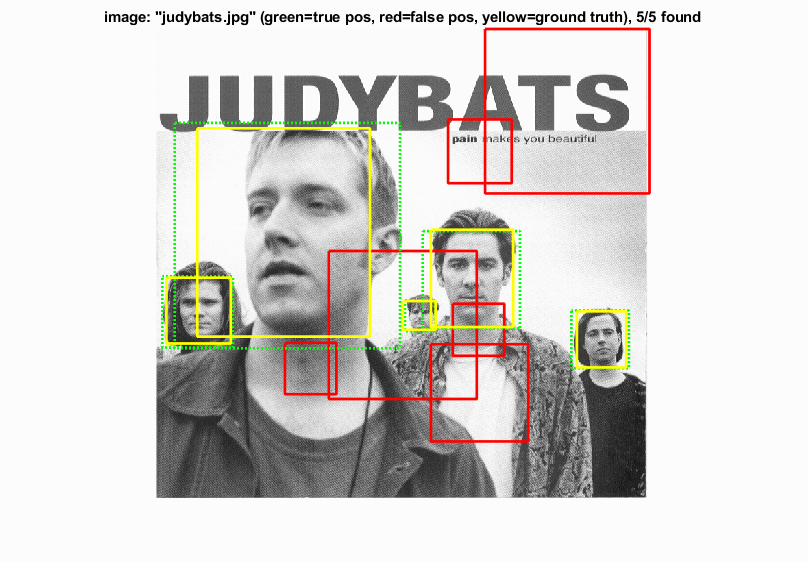 image: "judybats.jpg" (green=true pos, red=false pos, yellow=ground truth), 5/5 found
JUDYBATS
pain makes you beautiful